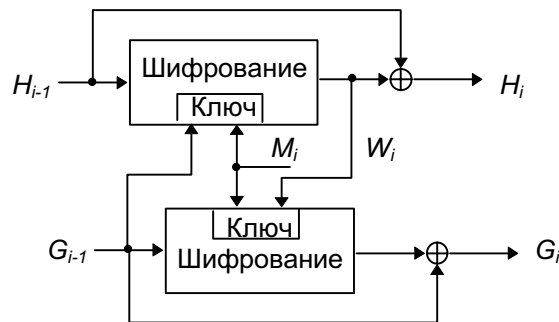 Шифрование
H_{i-1}
H_i
Ключ
M_i
W_i
Ключ
G_{i-1}
G_i
Шифрование